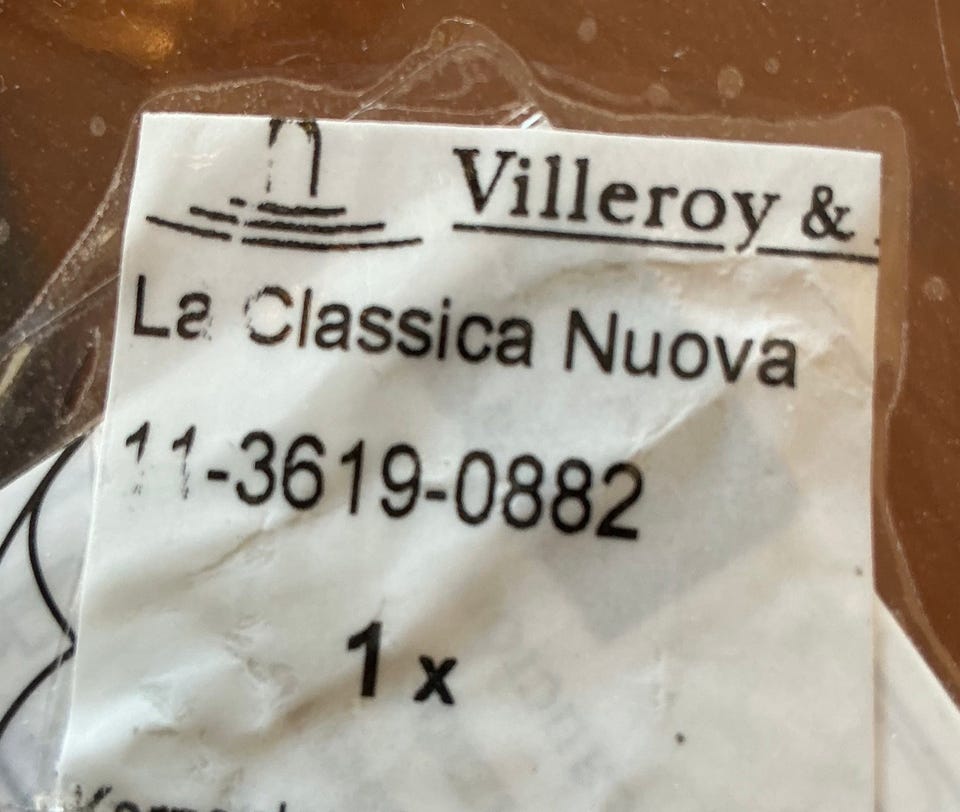 Villeroy &
La Classica Nuova
11-3619-0882
1 x